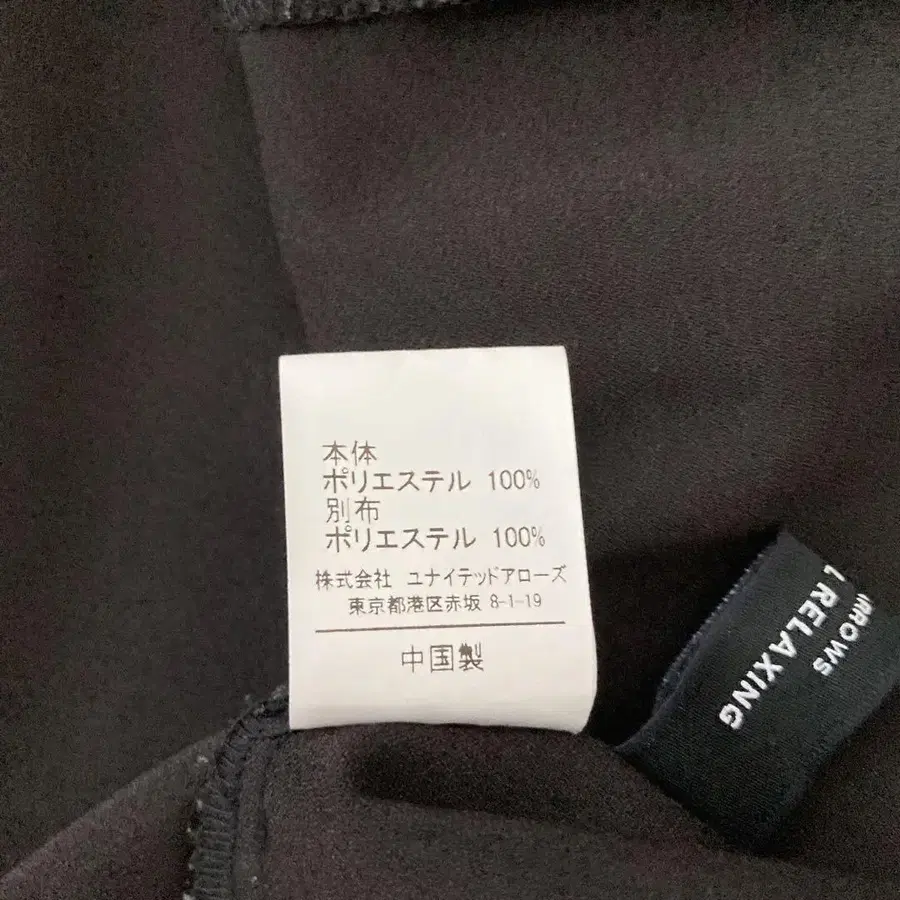 本体
ポリエステル 100%
別布
ポリエステル 100%
株式会社 ユナイテッドアローズ
東京都港区赤坂 8-1-19
中国製
RELAXING